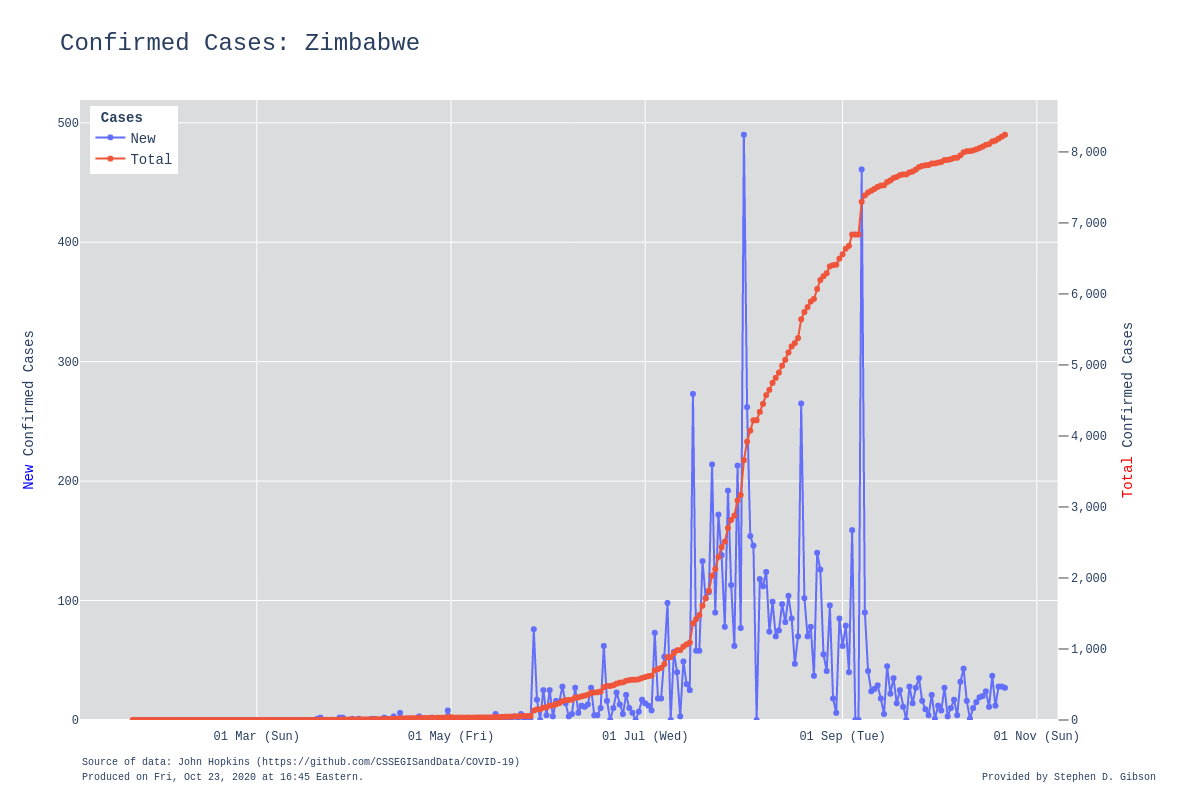 Confirmed Cases: Zimbabwe
Cases
New
Total
500
400
300
200
100
0
8,000
7,000
6,000
5,000
4,000
3,000
2,000
1,000
0
New Confirmed Cases
Total Confirmed Cases
01 Mar (Sun)
01 May (Fri)
01 Jul (Wed)
01 Sep (Tue)
01 Nov (Sun)
Source of data: John Hopkins (https://github.com/CSSEGISandData/COVID-19)
Produced on Fri, Oct 23, 2020 at 16:45 Eastern.
Provided by Stephen D. Gibson